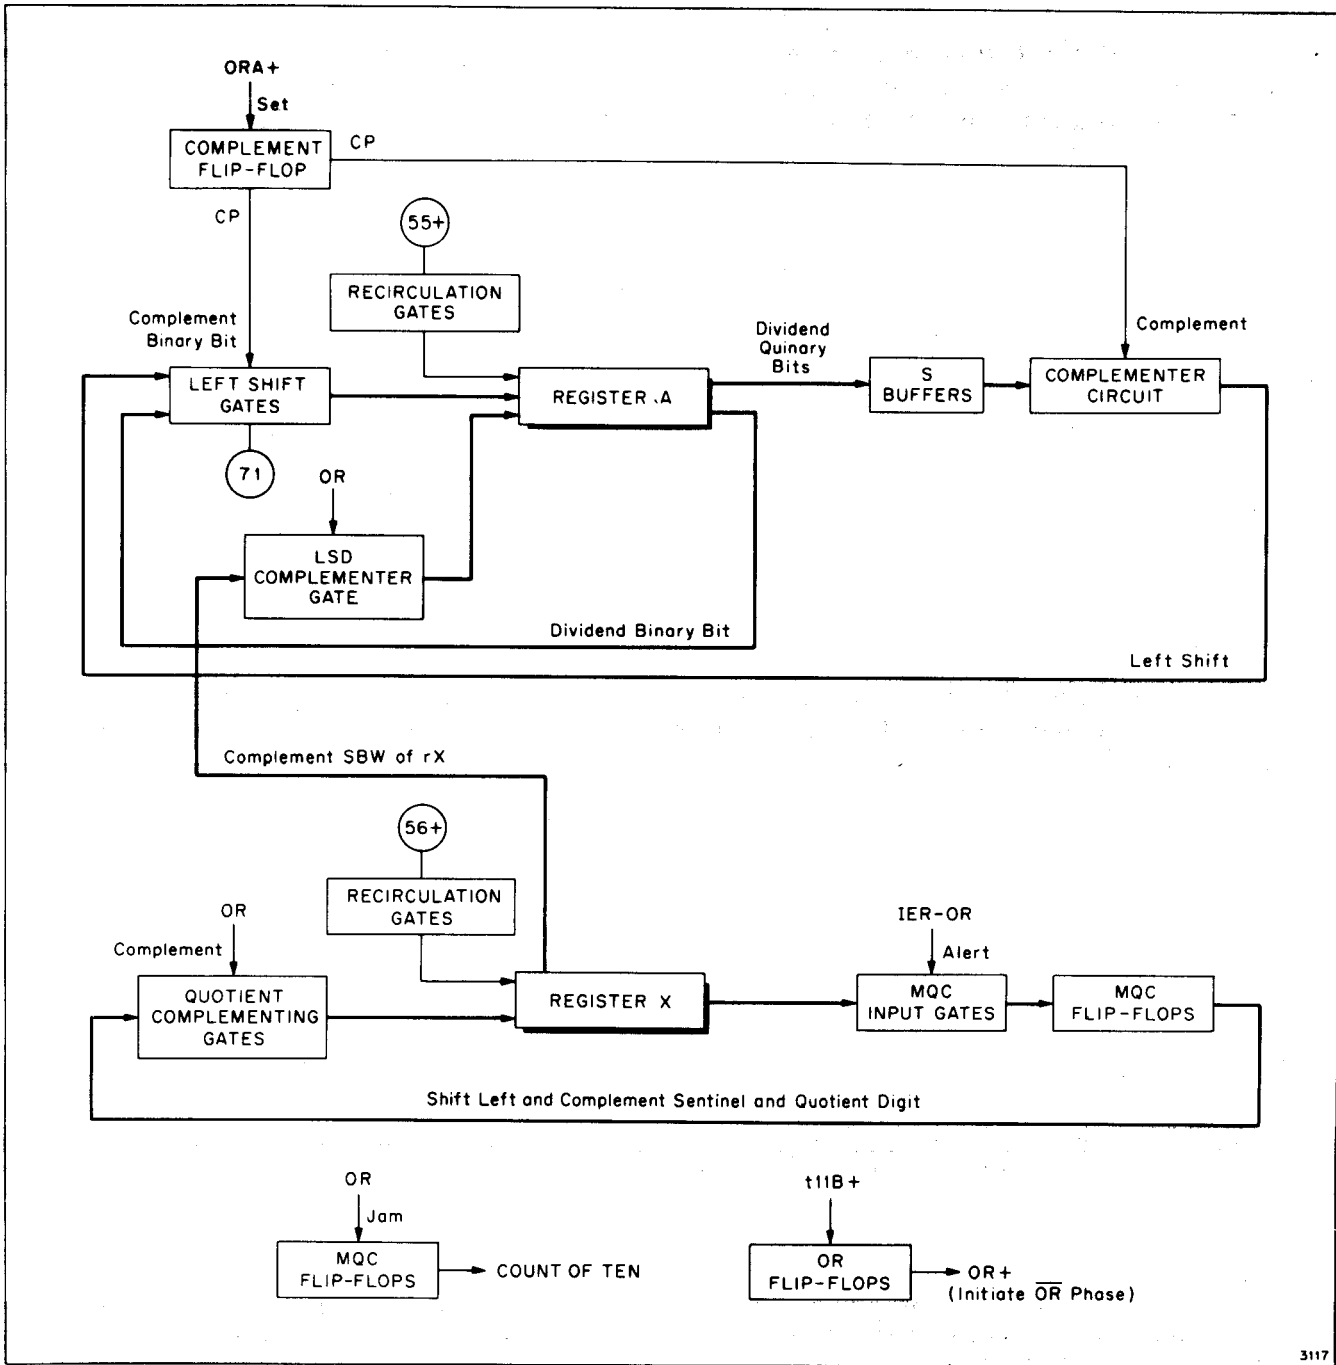 ORA+
Set
COMPLEMENT
FLIP-FLOP
CP
CP
55+
RECIRCULATION
GATES
Complement
Binary Bit
Dividend
Quinary
Bits
Complement
LEFT SHIFT
GATES
REGISTER A
S
BUFFERS
COMPLEMENTER
CIRCUIT
71
OR
LSD
COMPLEMENTER
GATE
Dividend Binary Bit
Left Shift
Complement SBW of rX
56+
RECIRCULATION
GATES
OR
Complement
IER-OR
Alert
QUOTIENT
COMPLEMENTING
GATES
REGISTER X
MQC
INPUT GATES
MQC
FLIP-FLOPS
Shift Left and Complement Sentinel and Quotient Digit
OR
Jam
MQC
FLIP-FLOPS
COUNT OF TEN
t11B+
OR
FLIP-FLOPS
OR+
(Initiate O̅R̅ Phase)
3117